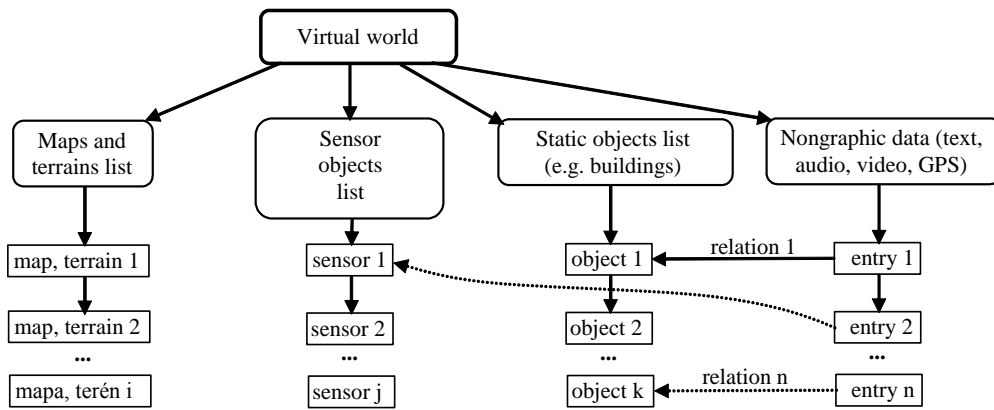 Virtual world
Maps and
terrains list
Sensor
objects
list
Static objects list
(e.g. buildings)
Nongraphic data (text,
audio, video, GPS)
map, terrain 1
sensor 1
object 1
relation 1
entry 1
map, terrain 2
sensor 2
object 2
entry 2
...
...
...
...
mapa, terén i
sensor j
object k
relation n
entry n